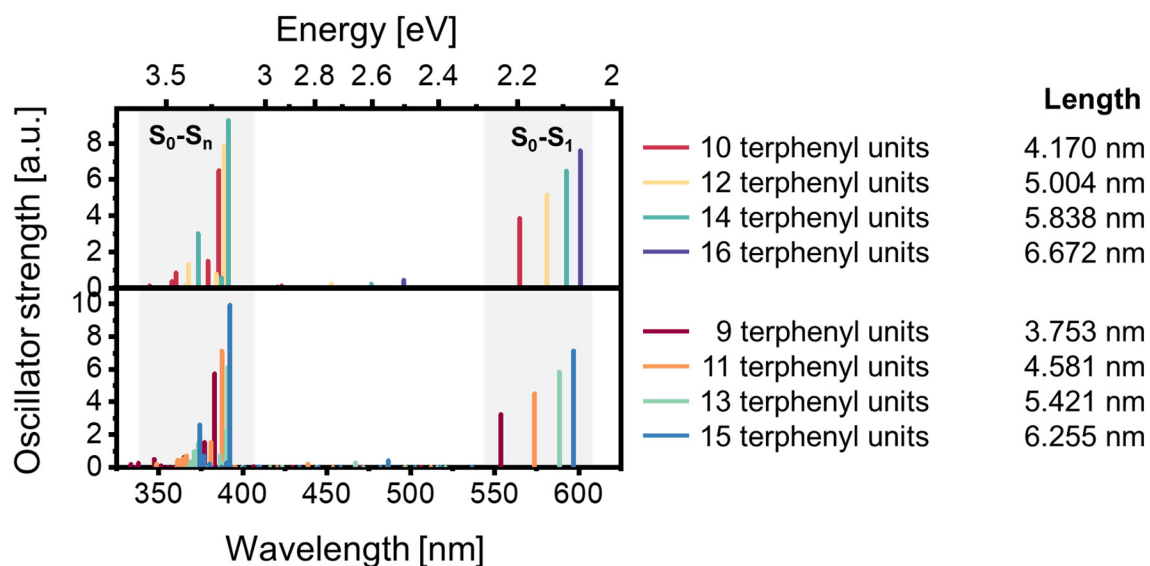 Energy [eV]
3.5 3 2.8 2.6 2.4 2.2 2
Length
Oscillator strength [a.u.]
8
6
4
2
0
S0-Sn
S0-S1
10 terphenyl units 4.170 nm
12 terphenyl units 5.004 nm
14 terphenyl units 5.838 nm
16 terphenyl units 6.672 nm
10
8
6
4
2
0
9 terphenyl units 3.753 nm
11 terphenyl units 4.581 nm
13 terphenyl units 5.421 nm
15 terphenyl units 6.255 nm
350 400 450 500 550 600
Wavelength [nm]